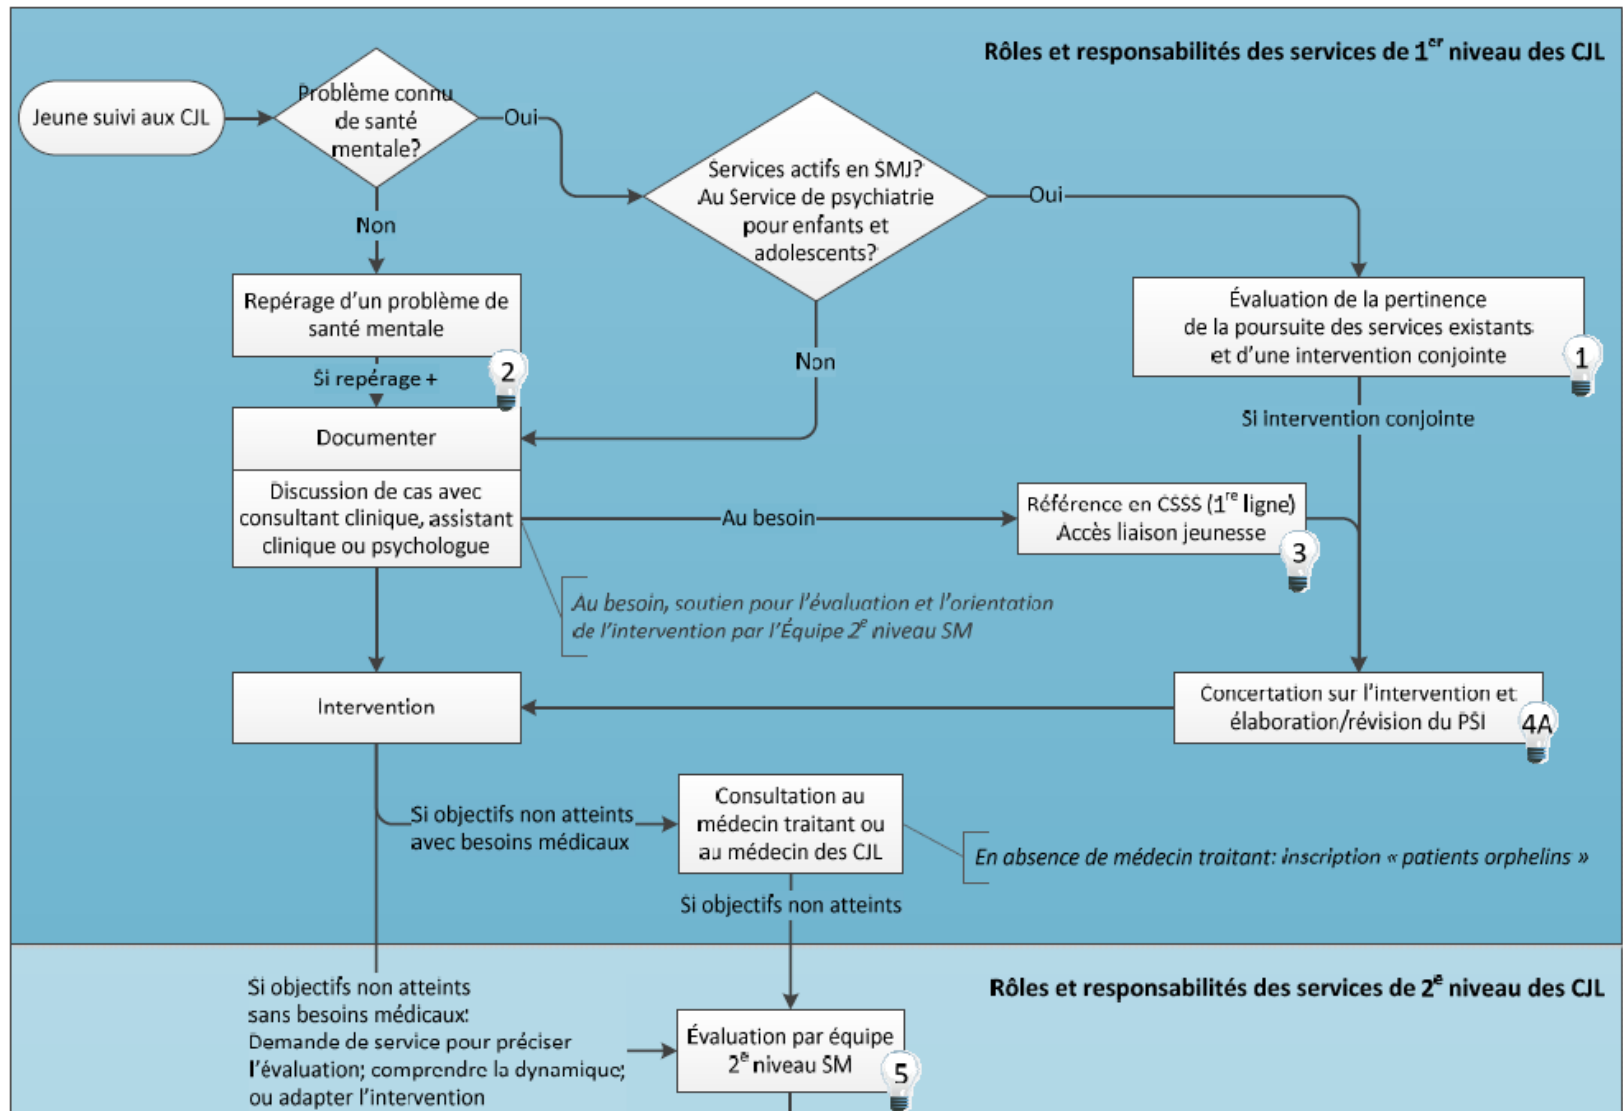 Rôles et responsabilités des services de 1er niveau des CJL
Jeune suivi aux CJL
Problème connu
de santé
mentale?
Oui
Services actifs en SMJ?
Au Service de psychiatrie
pour enfants et
adolescents?
Oui
Non
Repérage d'un problème de
santé mentale
2
Si repérage +
Non
Évaluation de la pertinence
de la poursuite des services existants
et d'une intervention conjointe
1
Si intervention conjointe
Documenter
Discussion de cas avec
consultant clinique, assistant
clinique ou psychologue
Au besoin
Référence en CSSS (1re ligne)
Accès liaison jeunesse
3
Au besoin, soutien pour l'évaluation et l'orientation
de l'intervention par l'Équipe 2e niveau SM
Intervention
Concertation sur l'intervention et
élaboration/révision du PSI
4A
Si objectifs non atteints
avec besoins médicaux
Consultation au
médecin traitant ou
au médecin des CJL
En absence de médecin traitant: inscription « patients orphelins »
Si objectifs non atteints
Rôles et responsabilités des services de 2e niveau des CJL
Si objectifs non atteints
sans besoins médicaux:
Demande de service pour préciser
l'évaluation; comprendre la dynamique;
ou adapter l'intervention
Évaluation par équipe
2e niveau SM
5